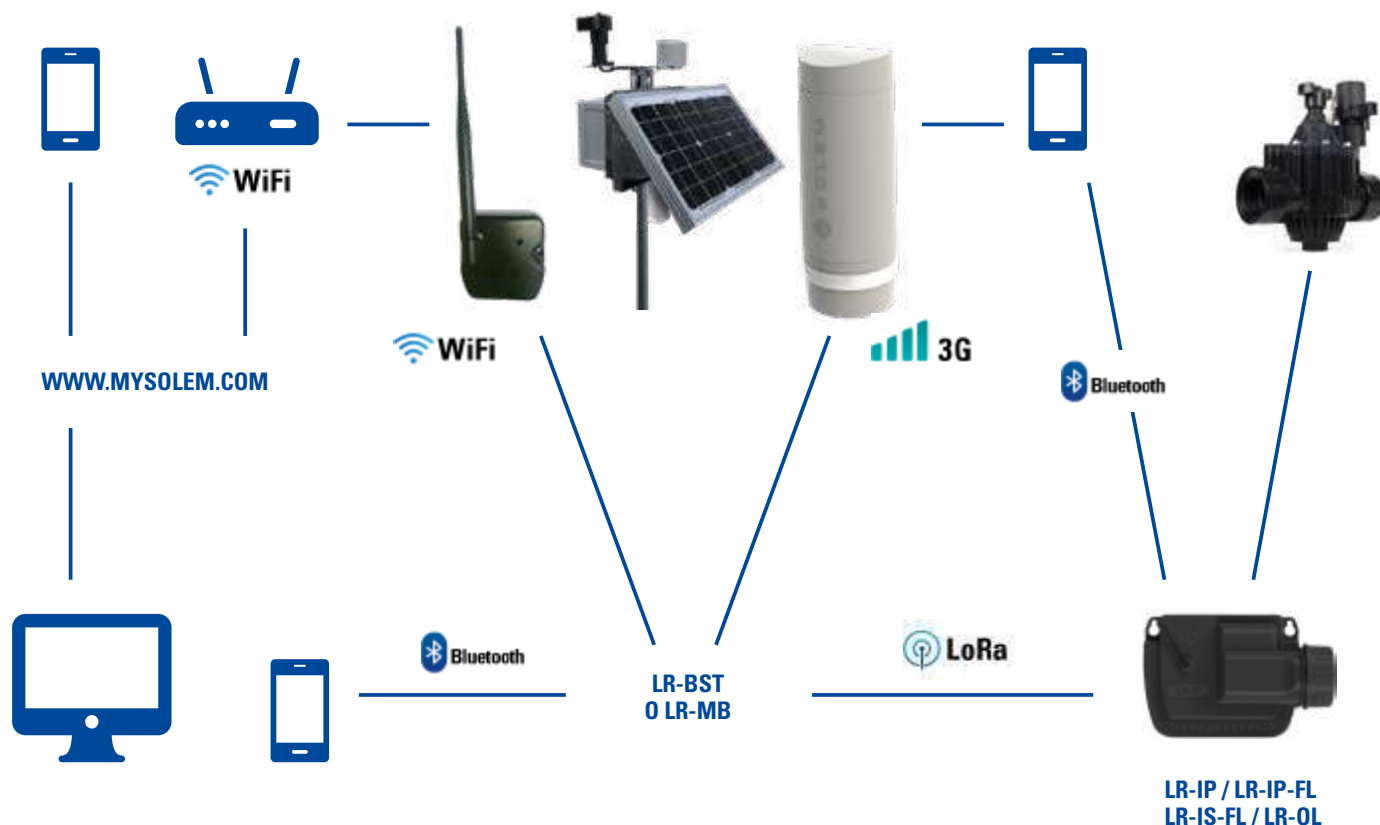 WiFi
SOLEM
WiFi
3G
WWW.MYSOLEM.COM
Bluetooth
Bluetooth
LoRa
LR-BST
O LR-MB
LR-IP / LR-IP-FL
LR-IS-FL / LR-OL